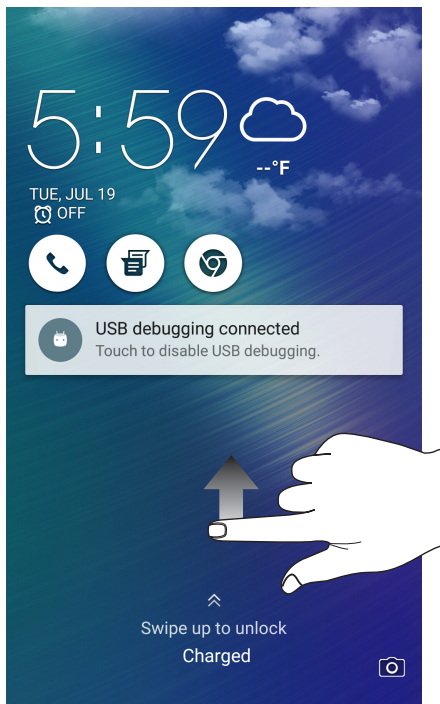 5:59
--°F
TUE, JUL 19
OFF
USB debugging connected
Touch to disable USB debugging.
Swipe up to unlock
Charged